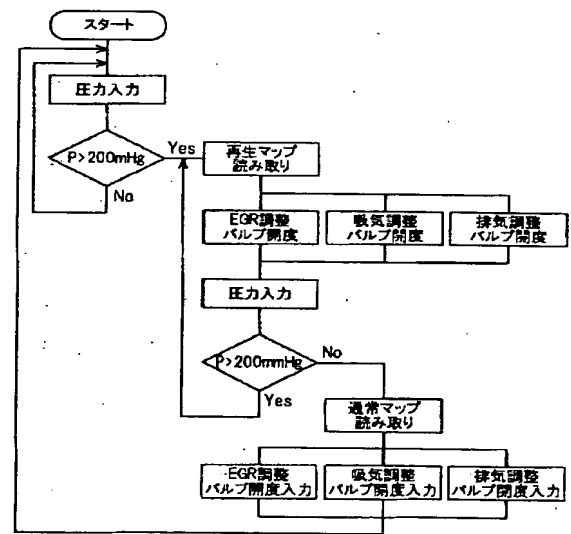 スタート
圧力入力
P>200mHg
Yes
No
再生マップ
読み取り
EGR調整
バルブ開度
吸気調整
バルブ開度
排気調整
バルブ開度
圧力入力
P>200mmHg
No
Yes
通常マップ
読み取り
EGR調整
バルブ開度入力
吸気調整
バルブ開度入力
排気調整
バルブ開度入力